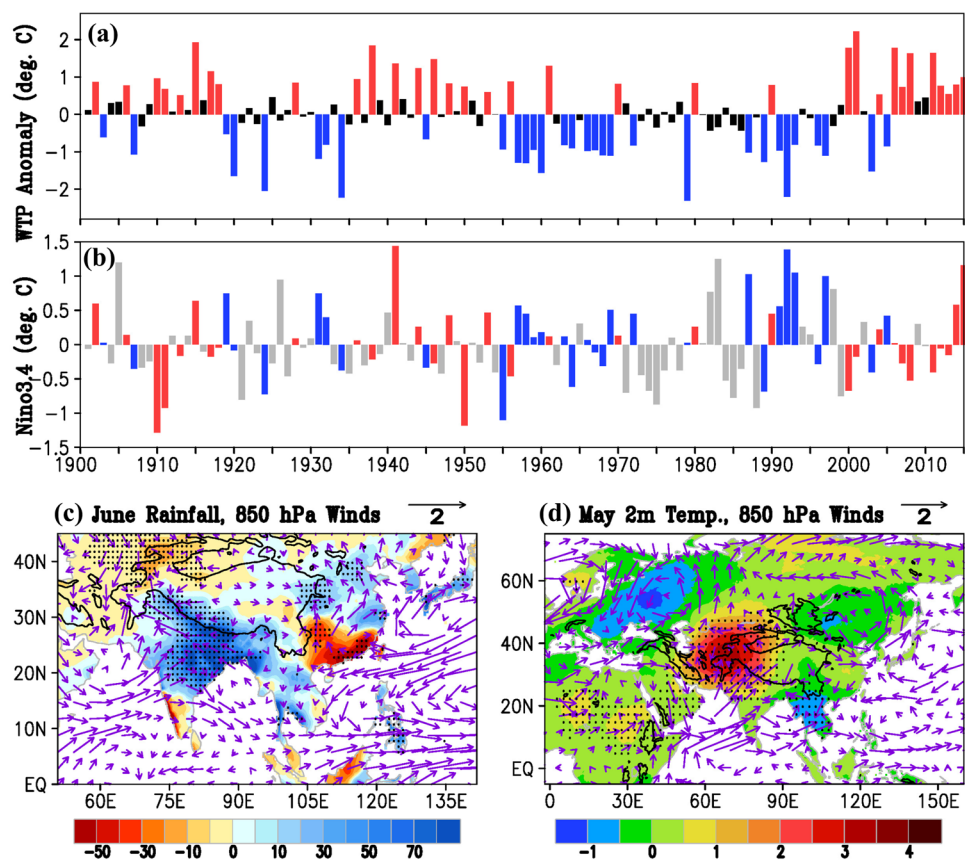 (a)
WTP Anomaly (deg. C)
2
1
0
-1
-2
(b)
Nino3.4 (deg. C)
1.5
1
0.5
0
-0.5
-1
-1.5
1900 1910 1920 1930 1940 1950 1960 1970 1980 1990 2000 2010
(c) June Rainfall, 850 hPa Winds 2
40N
30N
20N
10N
EQ
60E 75E 90E 105E 120E 135E
-50 -30 -10 0 10 30 50 70
(d) May 2m Temp., 850 hPa Winds 2
60N
40N
20N
EQ
0 30E 60E 90E 120E 150E
-1 0 1 2 3 4